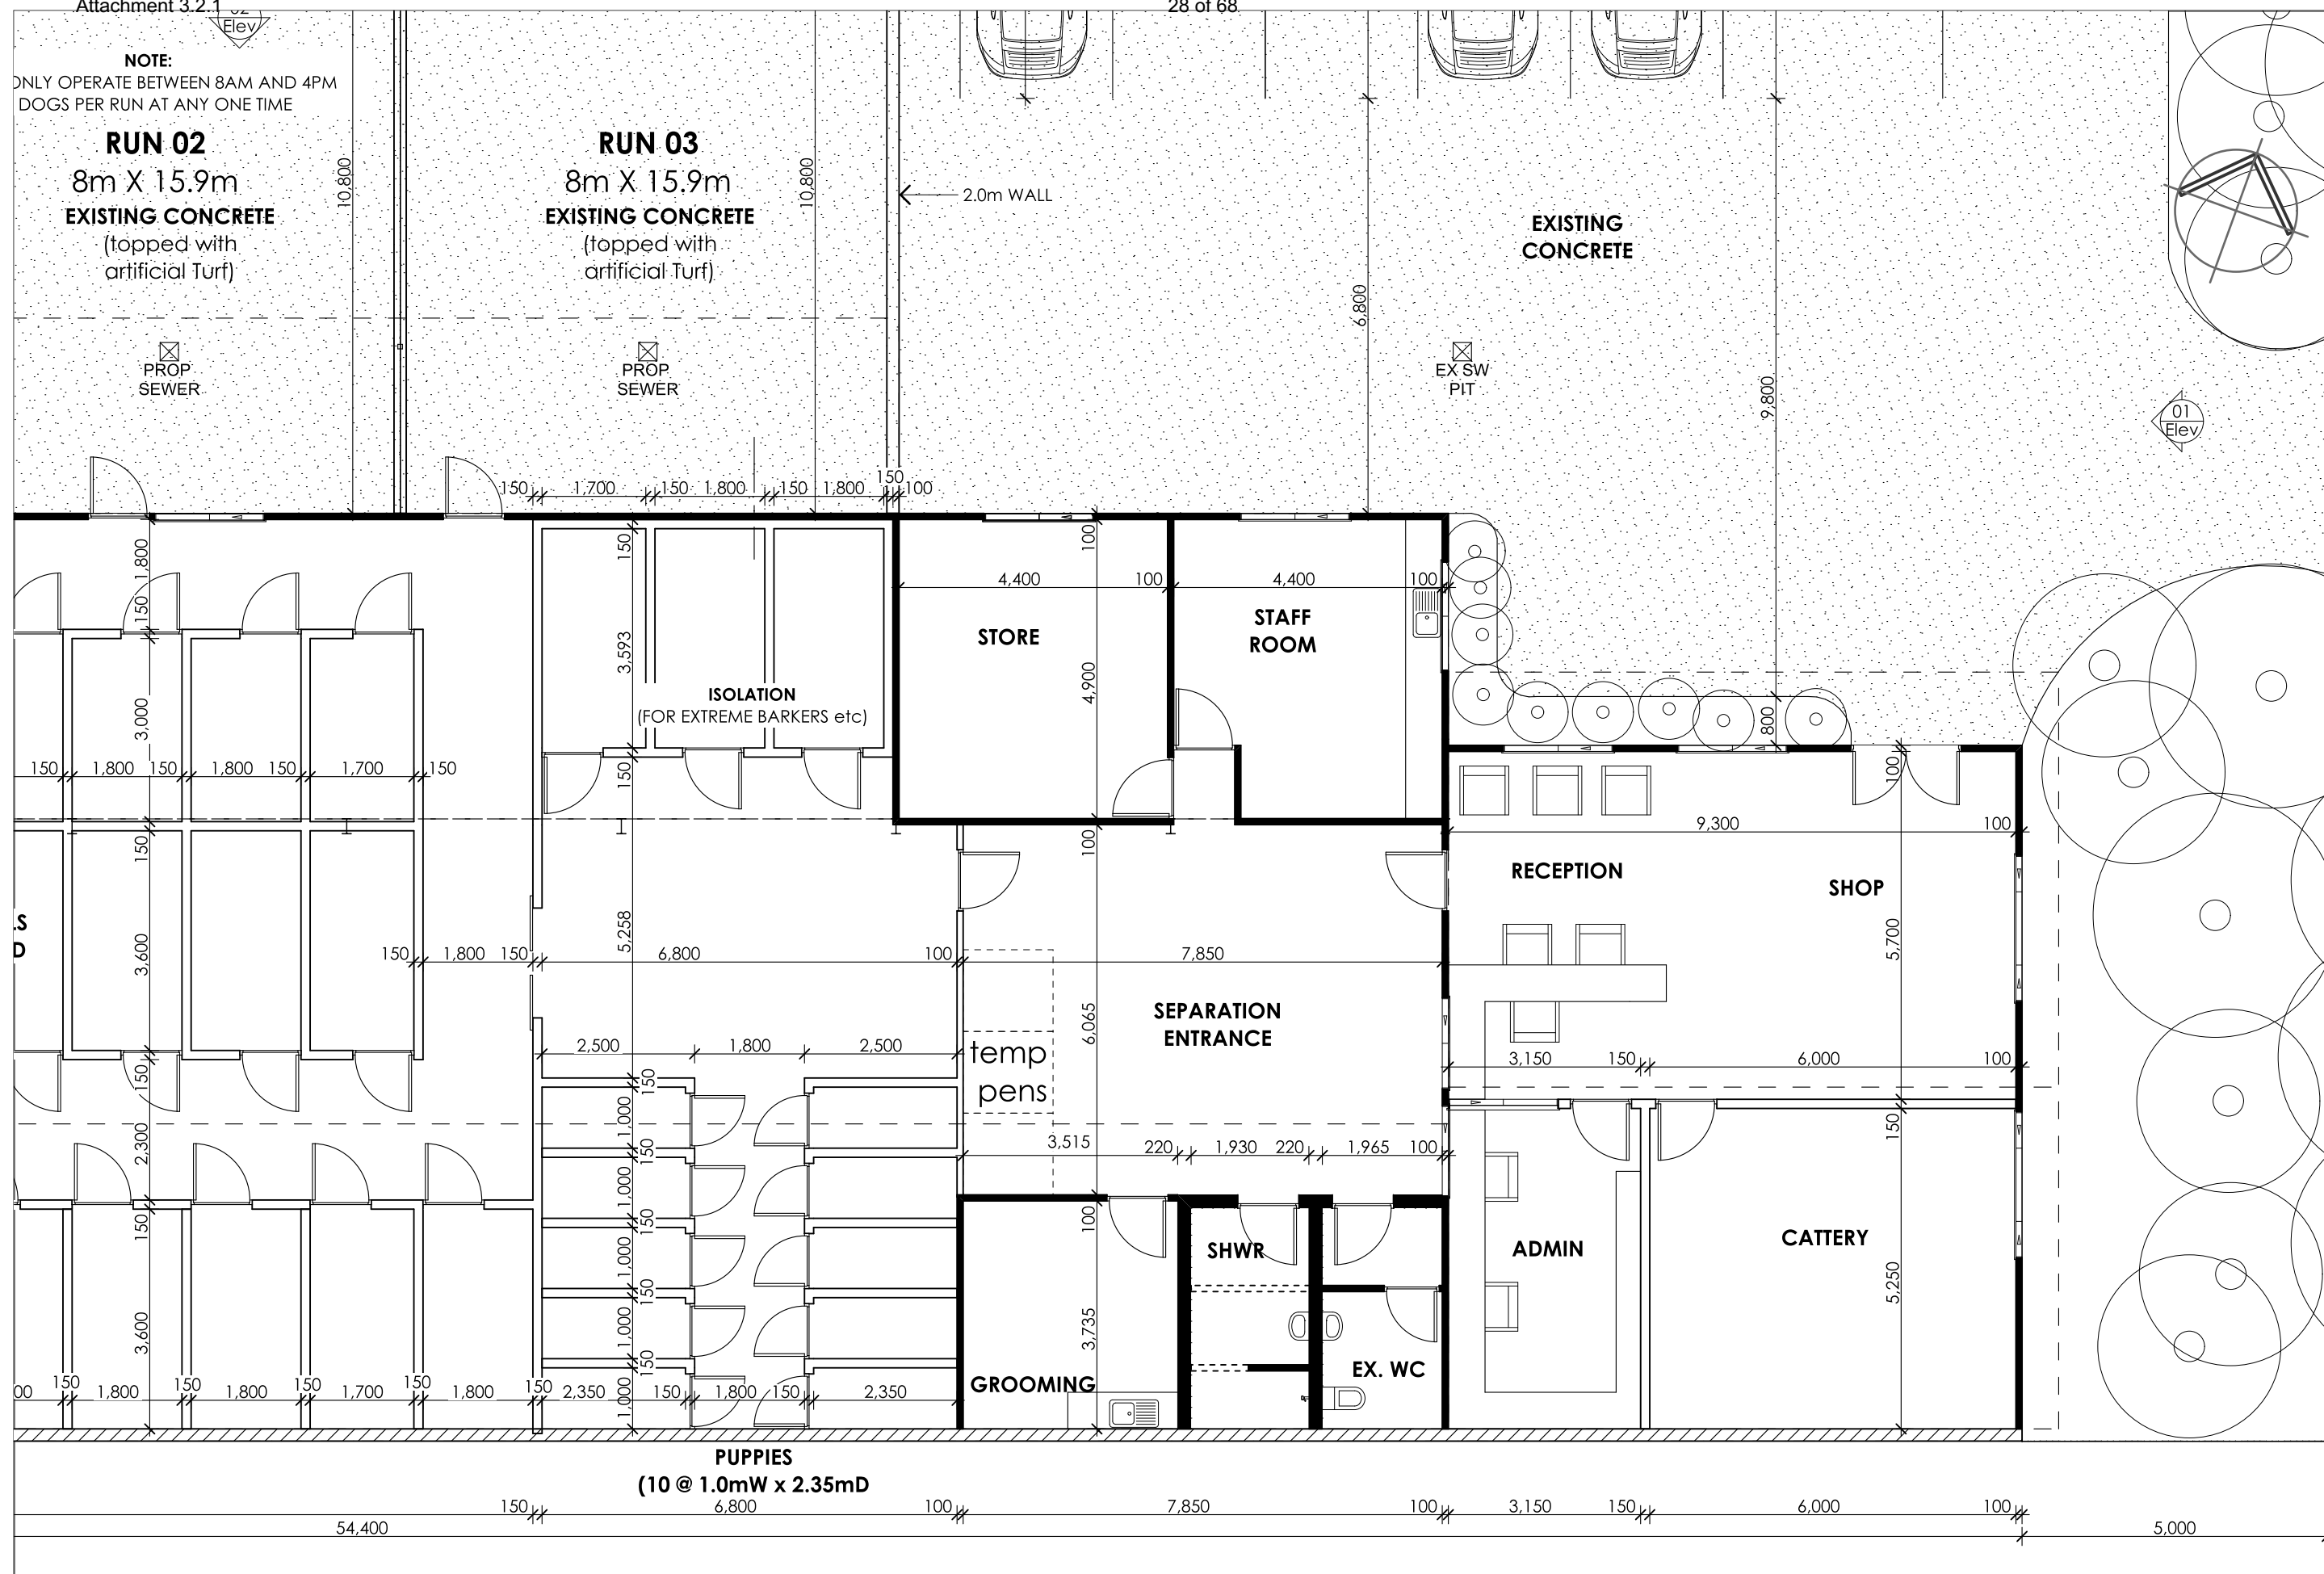 Attachment 3.2.1
28 of 68
Elev
NOTE:
ONLY OPERATE BETWEEN 8AM AND 4PM
DOGS PER RUN AT ANY ONE TIME
RUN 02
8m X 15.9m
EXISTING CONCRETE
(topped with
artificial Turf)
10,800
RUN 03
8m X 15.9m
EXISTING CONCRETE
(topped with
artificial Turf)
10,800
2.0m WALL
EXISTING
CONCRETE
6,800
9,800
PROP
SEWER
PROP
SEWER
EX SW
PIT
01
Elev
150 1,700 150 1,800 150 1,800 150 100
1,800
150
3,000
150
3,600
150
2,300
150
3,600
150
3,593
150
5,258
100
4,900
100
6,065
100
3,735
4,400 100 4,400 100
STORE
STAFF
ROOM
ISOLATION
(FOR EXTREME BARKERS etc)
800
150 1,800 150 1,800 150 1,700 150
100
9,300 100
RECEPTION
SHOP
5,700
150 1,800 150 6,800 100 7,850
SEPARATION
ENTRANCE
temp
pens
2,500 1,800 2,500
3,150 150 6,000 100
150
1,000
150
1,000
150
1,000
150
1,000
150
1,000
3,515 220 1,930 220 1,965 100
150
5,250
SHWR
ADMIN
CATTERY
GROOMING
EX. WC
00 150 1,800 150 1,800 150 1,700 150 1,800 150 2,350 150 1,800 150 2,350
PUPPIES
(10 @ 1.0mW x 2.35mD
150 6,800 100 7,850 100 3,150 150 6,000 100
54,400
5,000